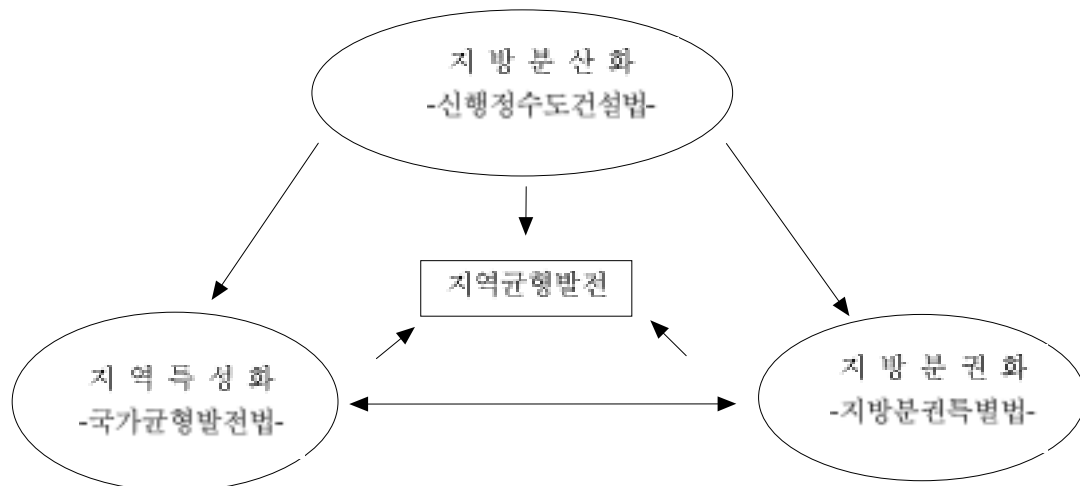 지 방 분 산 화
-신행정수도건설법-
지역균형발전
지 역 특 성 화
-국가균형발전법-
지 방 분 권 화
-지방분권특별법-